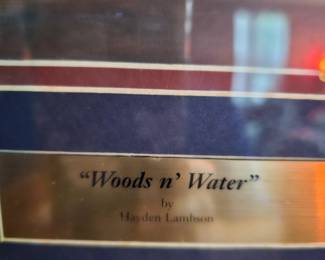 “Woods n’ Water”
by
Hayden Lambson